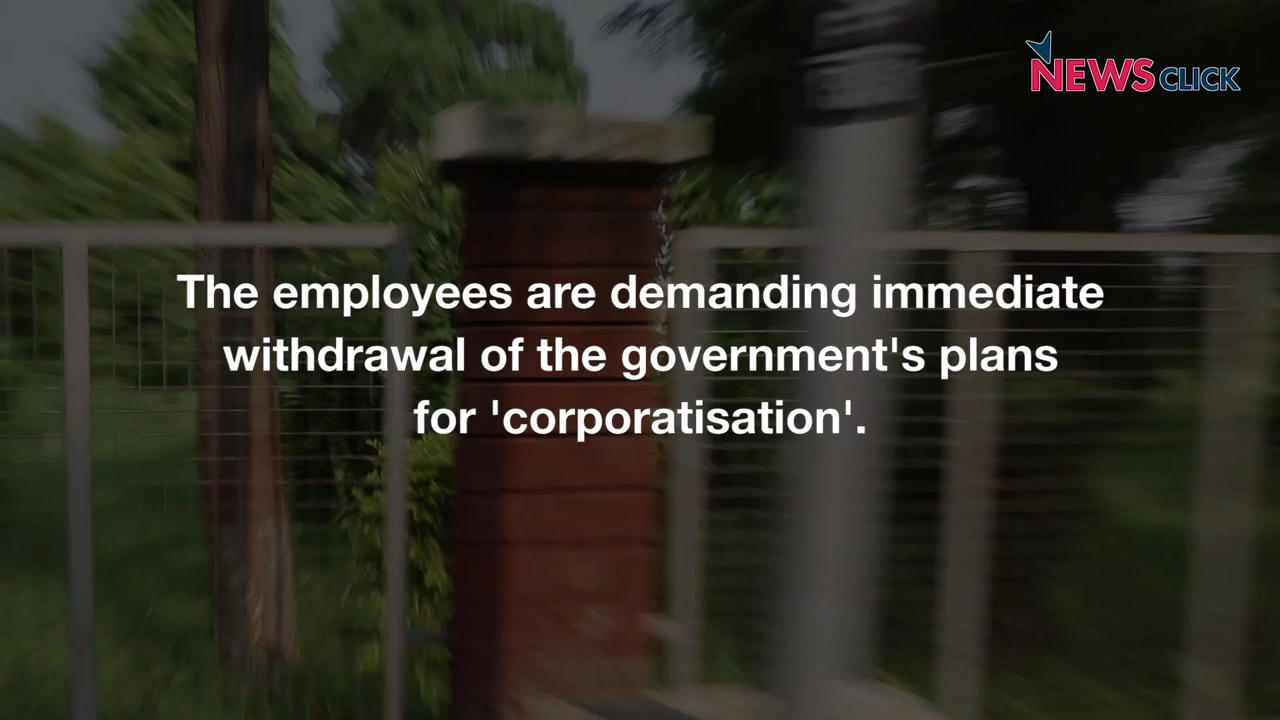 NEWSCLICK
The employees are demanding immediate
withdrawal of the government's plans
for 'corporatisation'.